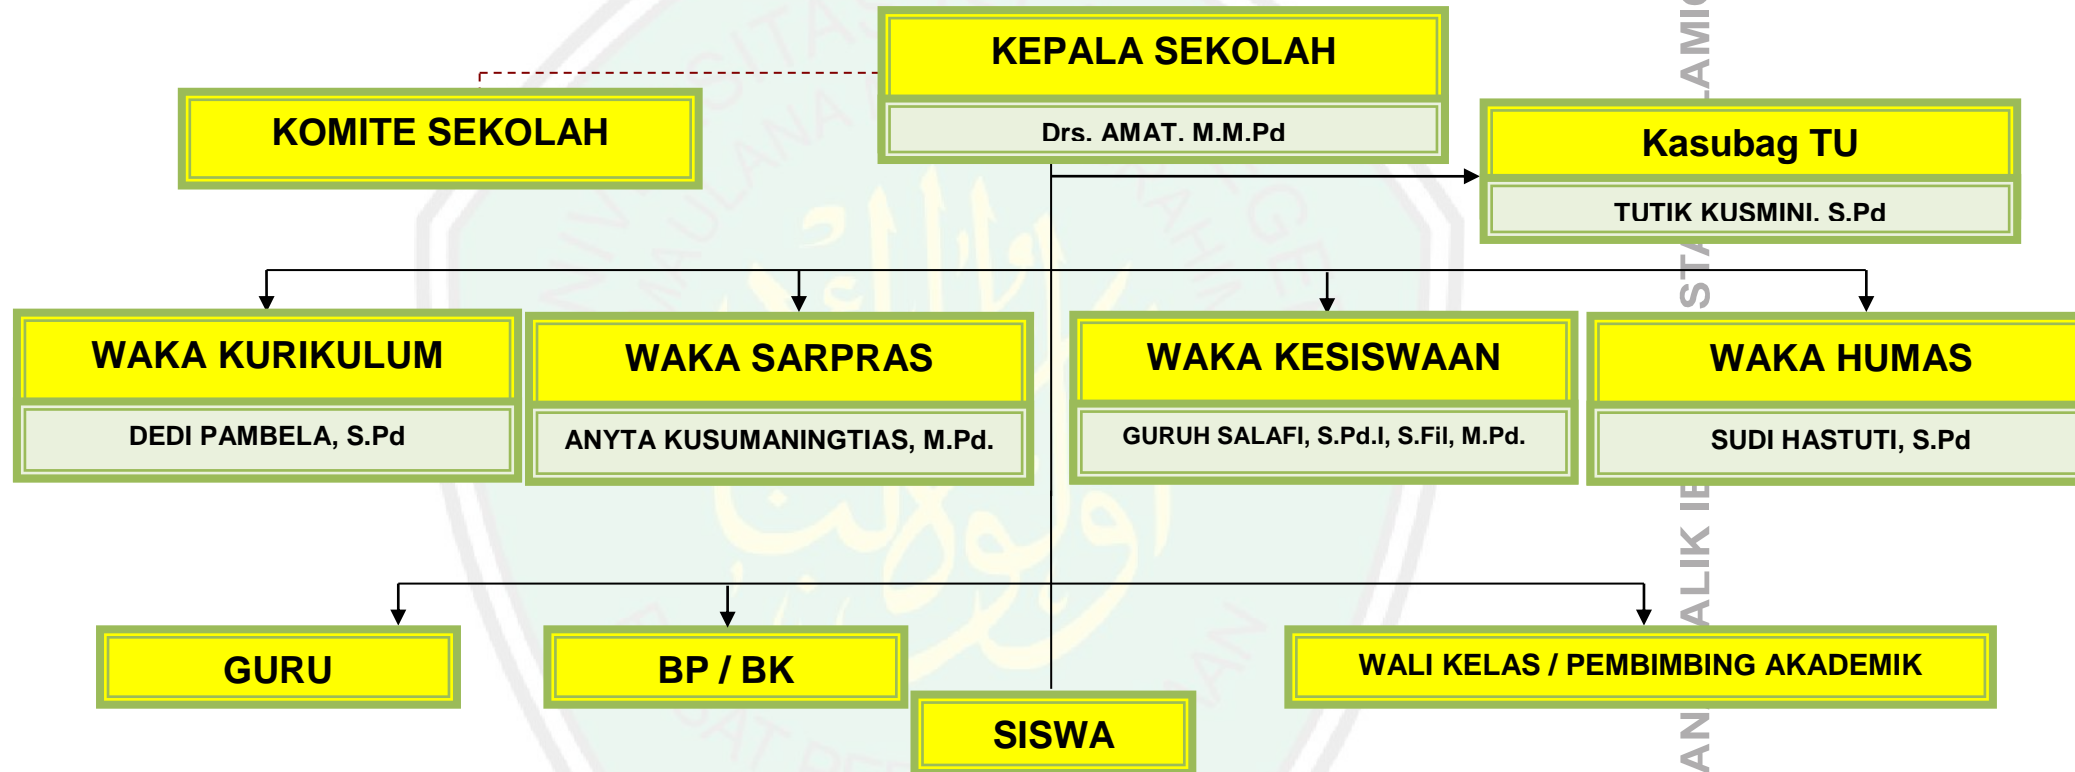 KEPALA SEKOLAH
Drs. AMAT. M.M.Pd
KOMITE SEKOLAH
Kasubag TU
TUTIK KUSMINI. S.Pd
WAKA KURIKULUM
DEDI PAMBELA, S.Pd
WAKA SARPRAS
ANYTA KUSUMANINGTIAS, M.Pd.
WAKA KESISWAAN
GURUH SALAFI, S.Pd.I, S.Fil, M.Pd.
WAKA HUMAS
SUDI HASTUTI, S.Pd
GURU
BP / BK
WALI KELAS / PEMBIMBING AKADEMIK
SISWA